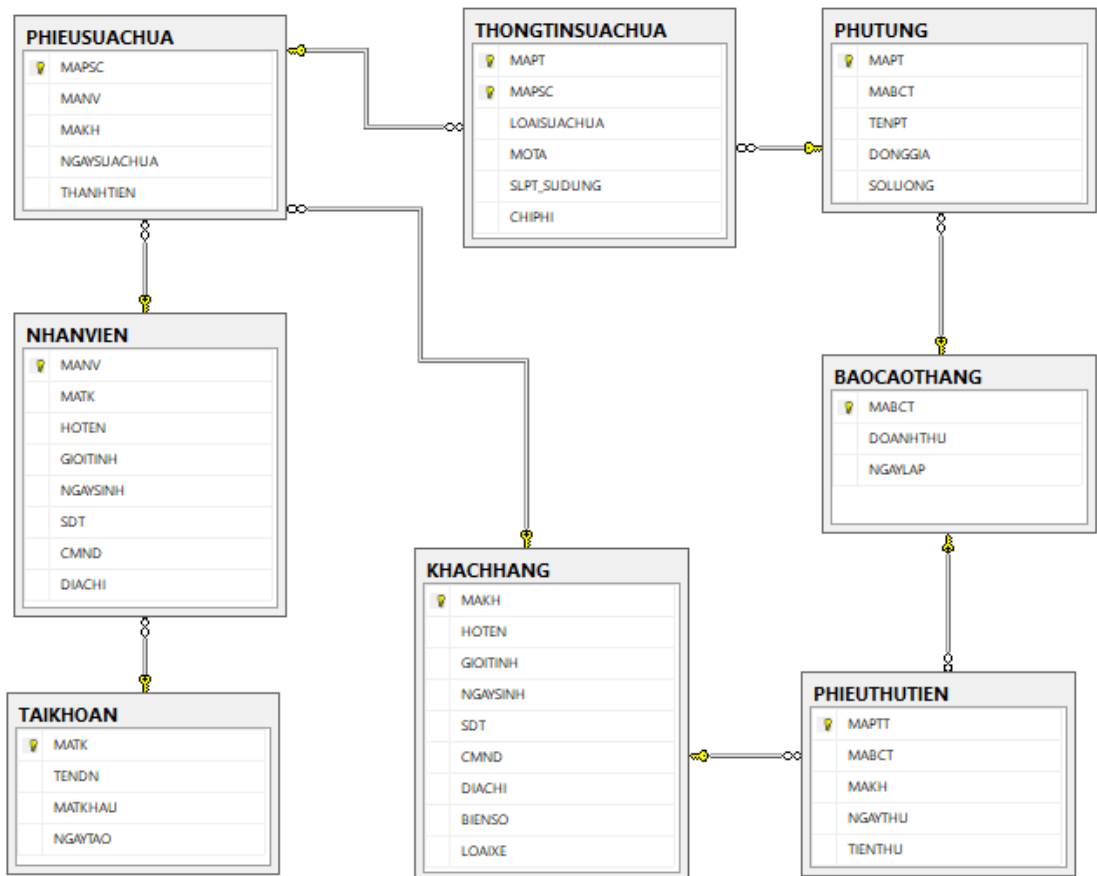 PHIEUSUACHUA
MAPSC
MANV
MAKH
NGAYSUACHUA
THANHTIEN
THONGTINSUACHUA
MAPT
MAPSC
LOAISUACHUA
MOTA
SLPT_SUDUNG
CHIPHI
PHUTUNG
MAPT
MABCT
TENPT
DONGGIA
SOLUONG
NHANVIEN
MANV
MATK
HOTEN
GIOITINH
NGAYSINH
SDT
CMND
DIACHI
BAOCAOTHANG
MABCT
DOANHTHU
NGAYLAP
KHACHHANG
MAKH
HOTEN
GIOITINH
NGAYSINH
SDT
CMND
DIACHI
BIENSO
LOAIXE
TAIKHOAN
MATK
TENDN
MATKHAU
NGAYTAO
PHIEUTHUTIEN
MAPTT
MABCT
MAKH
NGAYTHU
TIENTHU